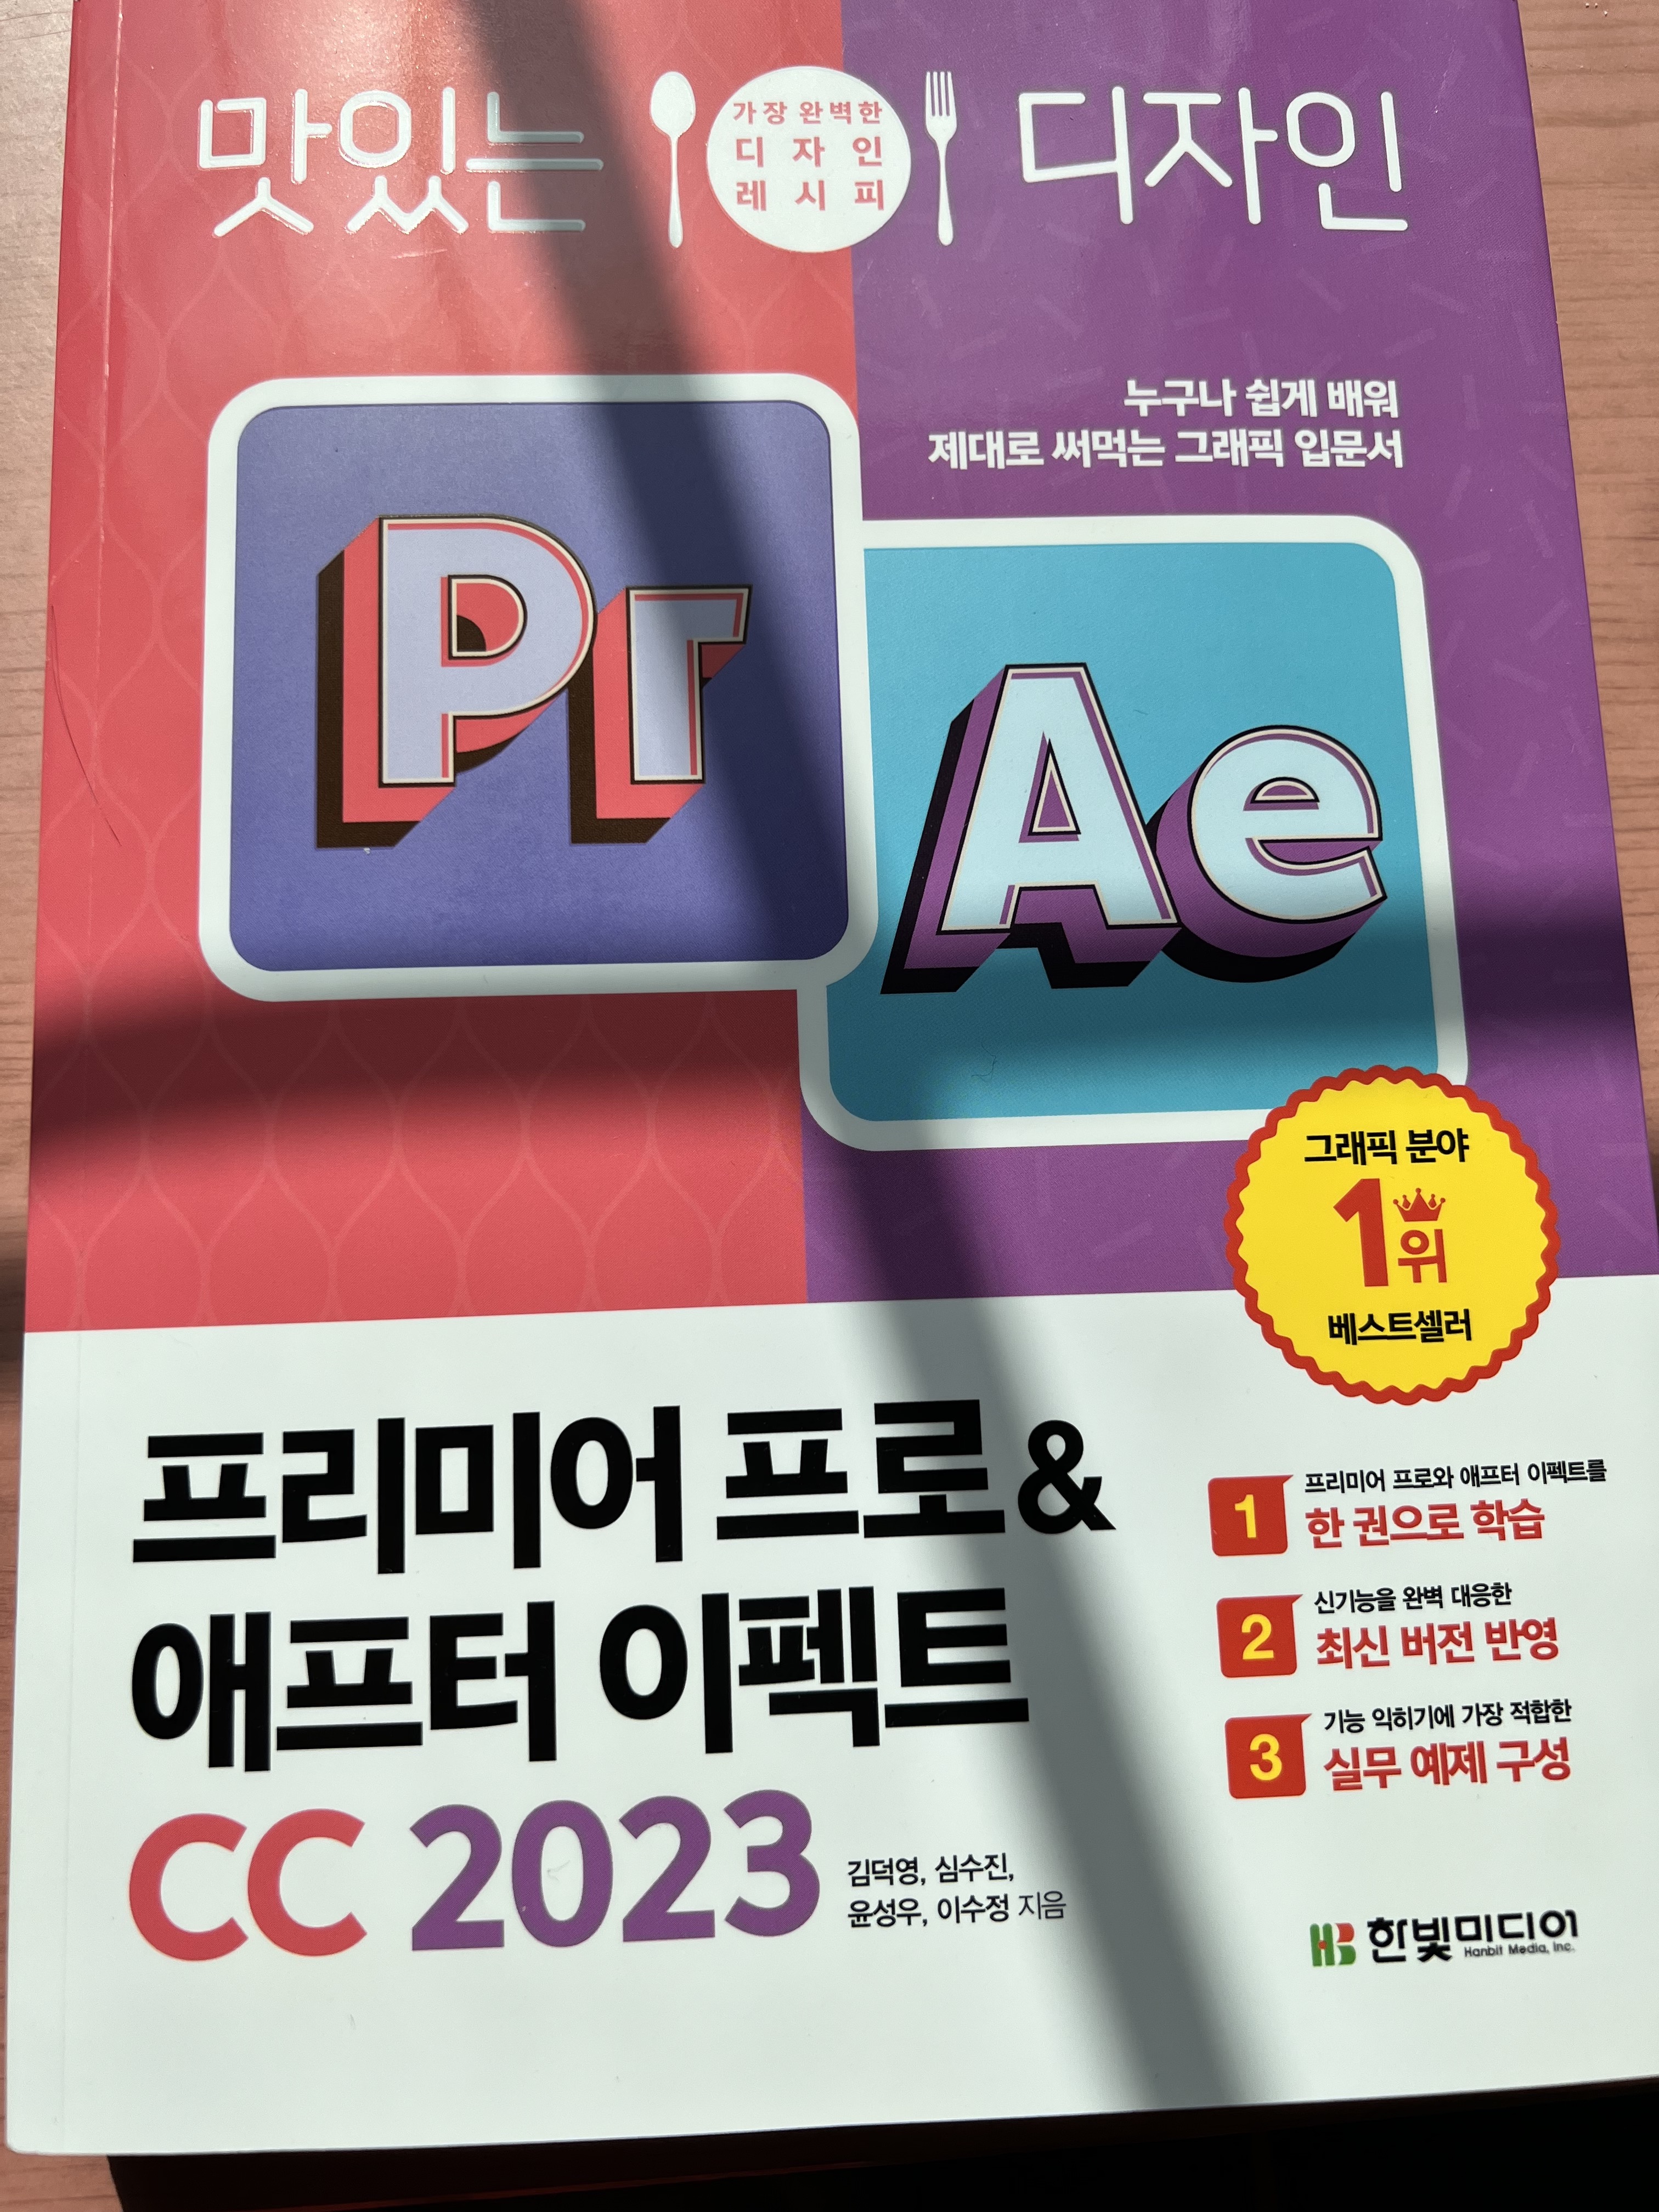 맛있는 디자인
가장 완벽한
디자인
레시피
누구나 쉽게 배워
제대로 써먹는 그래픽 입문서
Pr
Ae
그래픽 분야
1위
베스트셀러
프리미어 프로&
애프터 이펙트
CC 2023
김덕영, 심수진,
윤성우, 이수정 지음
1 프리미어 프로와 애프터 이펙트를
한 권으로 학습
2 신기능을 완벽 대응한
최신 버전 반영
3 기능 익히기에 가장 적합한
실무 예제 구성
HB 한빛미디어
Hanbit Media, Inc.